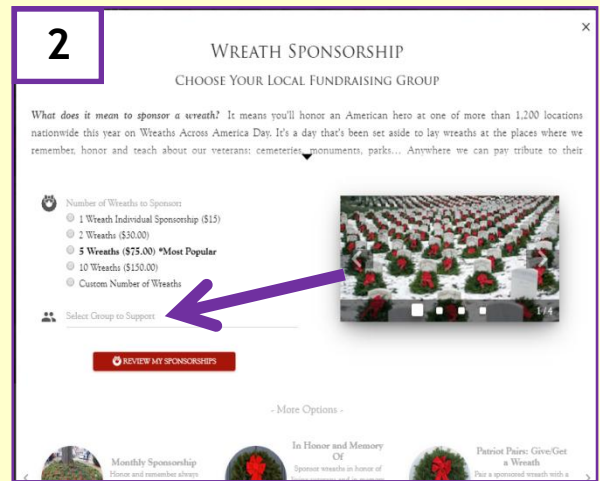 2
×
WREATH SPONSORSHIP
CHOOSE YOUR LOCAL FUNDRAISING GROUP
What does it mean to sponsor a wreath? It means you'll honor an American hero at one of more than 1,200 locations
nationwide this year on Wreaths Across America Day. It's a day that's been set aside to lay wreaths at the places where we
remember, honor and teach about our veterans: cemeteries, monuments, parks... Anywhere we can pay tribute to their
Number of Wreaths to Sponsor:
1 Wreath Individual Sponsorship ($15)
2 Wreaths ($30.00)
5 Wreaths ($75.00) *Most Popular
10 Wreaths ($150.00)
Custom Number of Wreaths
1/4
Select Group to Support
REVIEW MY SPONSORSHIPS
- More Options -
Monthly Sponsorship
Honor and remember always
In Honor and Memory
Of
Sponsor wreaths in honor of
Patriot Pairs: Give/Get
a Wreath
Pair a sponsored wreath with a